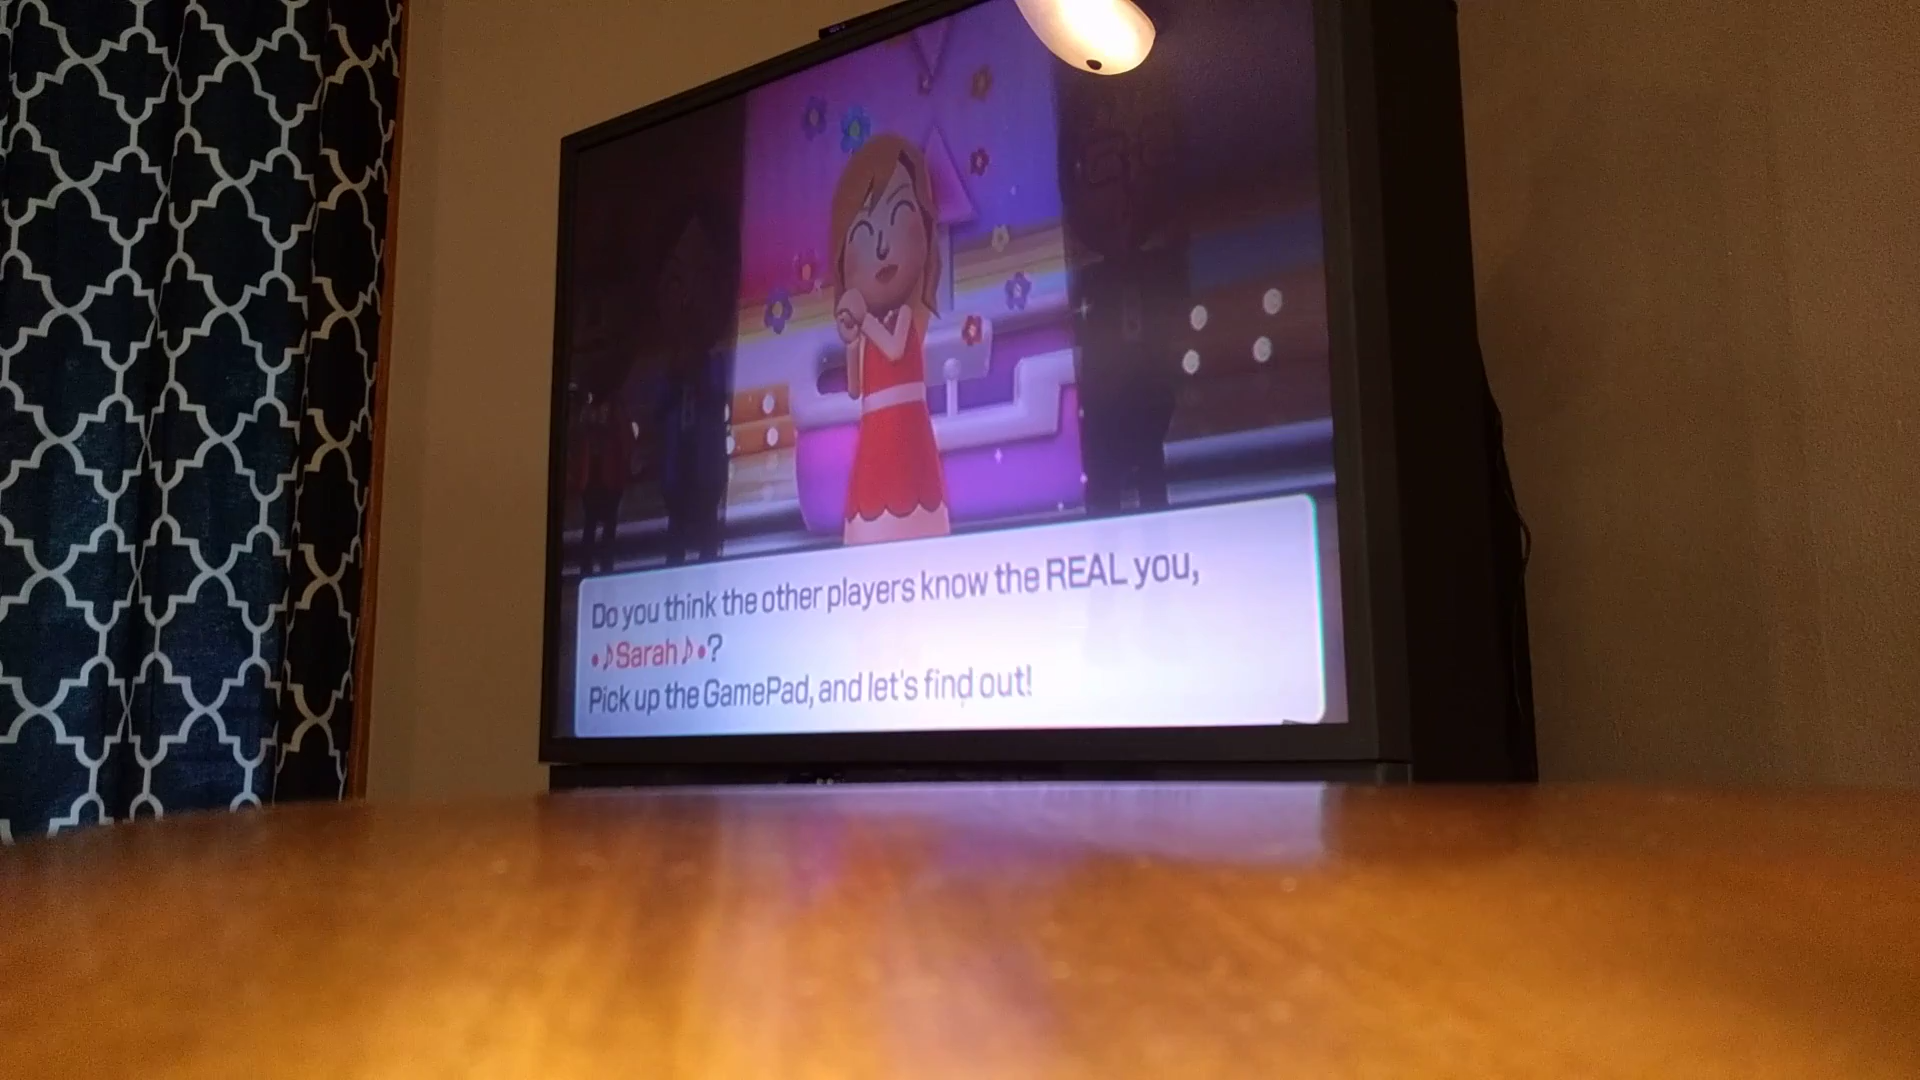 Do you think the other players know the REAL you,
•♪Sarah♪•?
Pick up the GamePad, and let's find out!